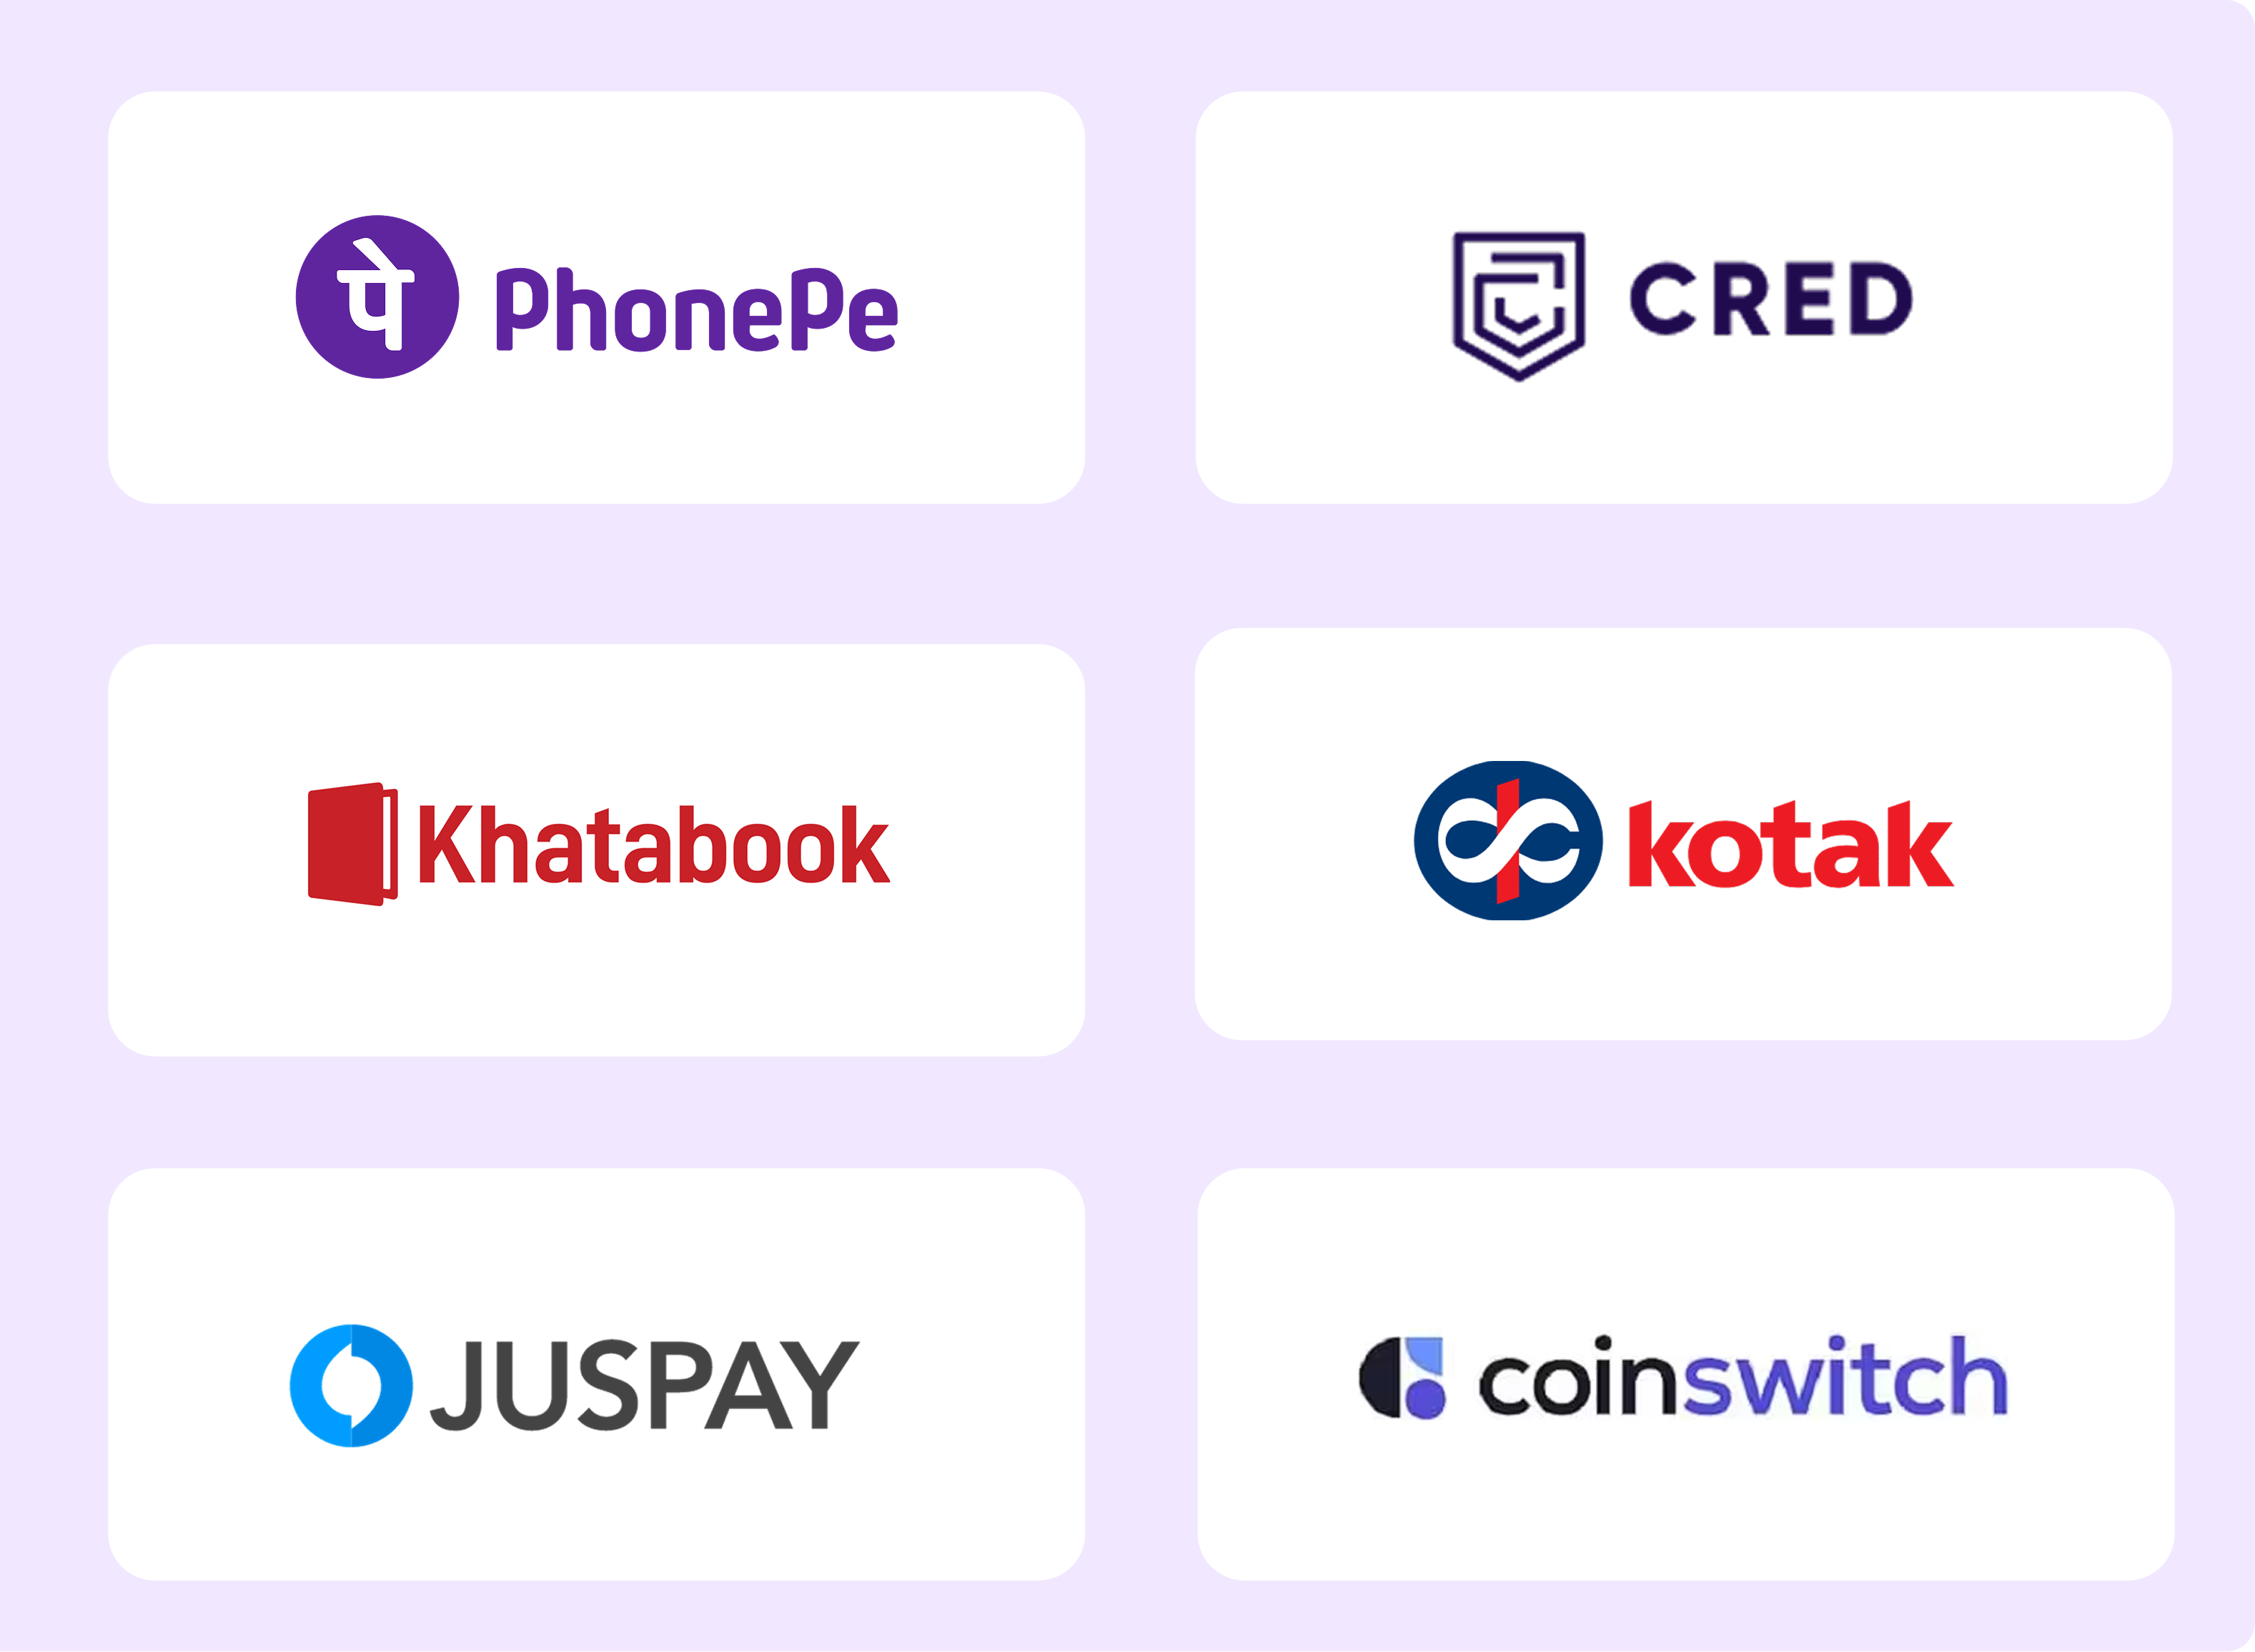 पे PhonePe
CRED
Khatabook
kotak
JUSPAY
coinswitch